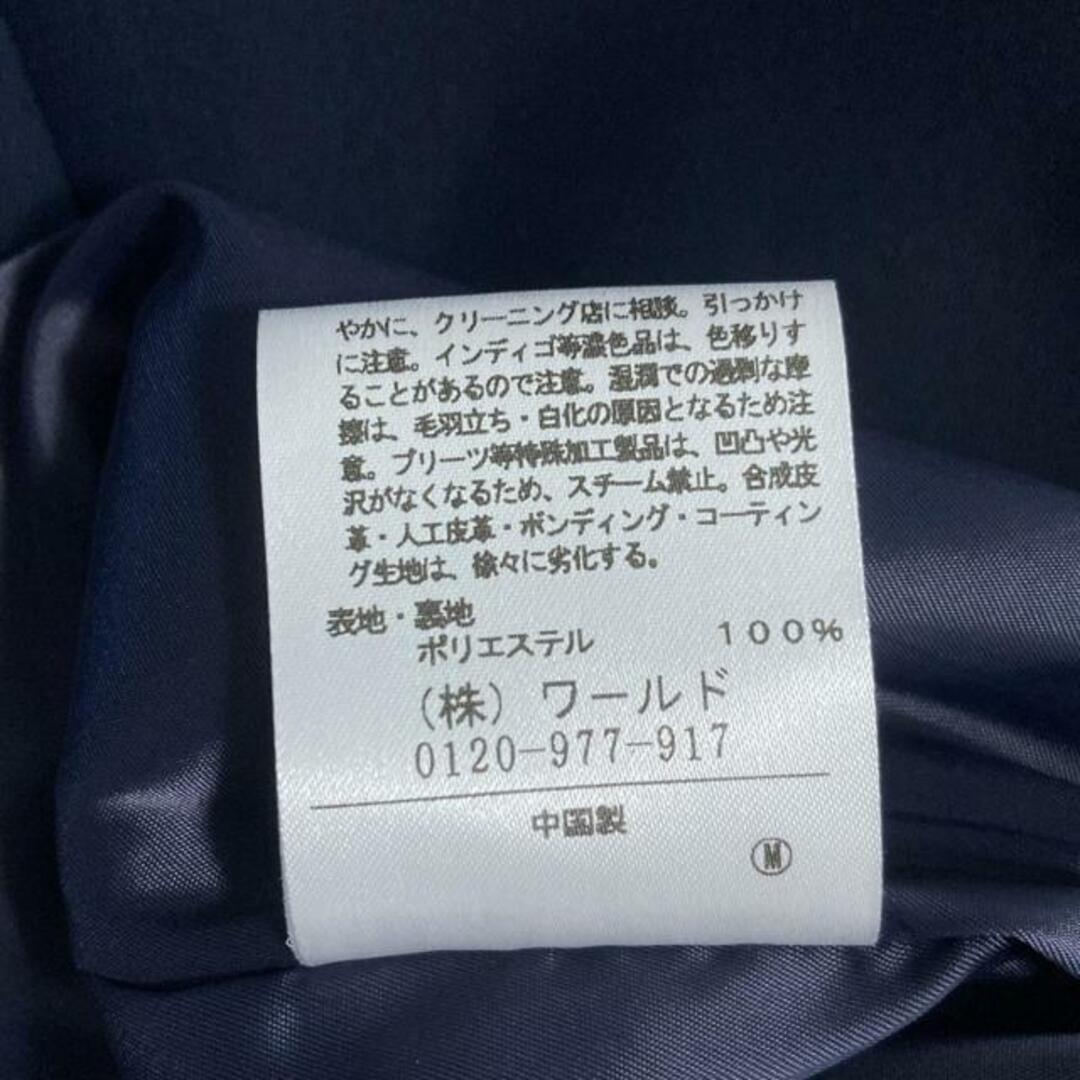 やかに、クリーニング店に相談。引っかけ
に注意。インディゴ等濃色品は、色移りす
ることがあるので注意。湿潤での過剰な摩
擦は、毛羽立ち・白化の原因となるため注
意。プリーツ等特殊加工製品は、凹凸や光
沢がなくなるため、スチーム禁止。合成皮
革・人工皮革・ボンディング・コーティン
グ生地は、徐々に劣化する。
表地・裏地
ポリエステル 100%
(株) ワールド
0120-977-917
中国製
Ⓜ